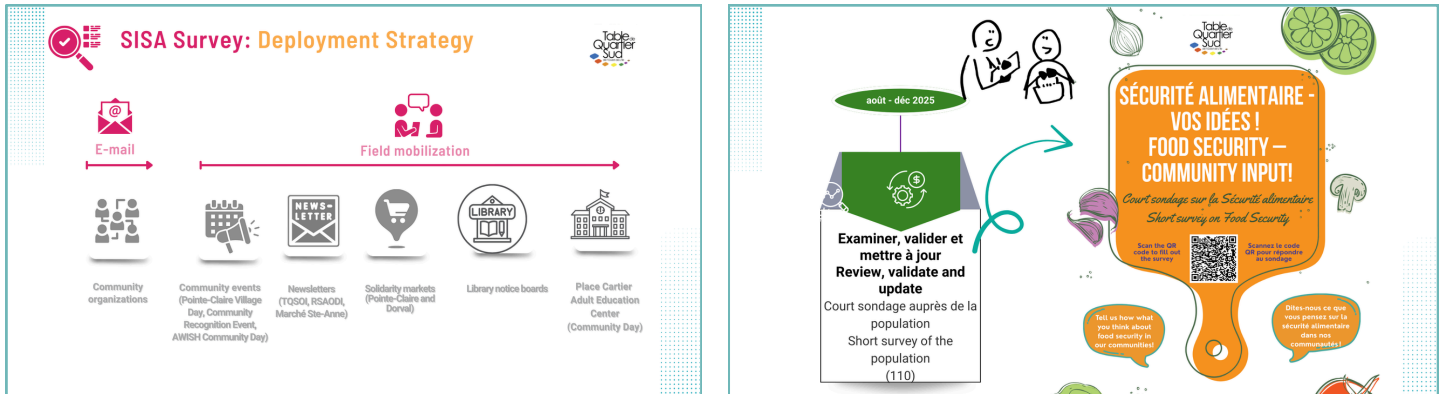 SISA Survey: Deployment Strategy
Table de
Quartier
Sud
@
E-mail
Field mobilization
NEWS-
LETTER
LIBRARY
Community
organizations
Community events
(Pointe-Claire Village
Day, Community
Recognition Event,
AWISH Community Day)
Newsletters
(TQSOI, RSAODI,
Marché Ste-Anne)
Solidarity markets
(Pointe-Claire and
Dorval)
Library notice boards
Place Cartier
Adult Education
Center
(Community Day)
août - déc 2025
$
Examiner, valider et
mettre à jour
Review, validate and
update
Court sondage auprès de la
population
Short survey of the
population
(110)
Table de
Quartier
Sud
SÉCURITÉ ALIMENTAIRE -
VOS IDÉES !
FOOD SECURITY –
COMMUNITY INPUT!
Court sondage sur la Sécurité alimentaire
Short survey on Food Security
Scan the QR
code to fill out
the survey
Scannez le code
QR pour répondre
au sondage
Tell us how what
you think about
food security in
our communities!
Dites-nous ce que
vous pensez sur la
sécurité alimentaire
dans nos
communautés!